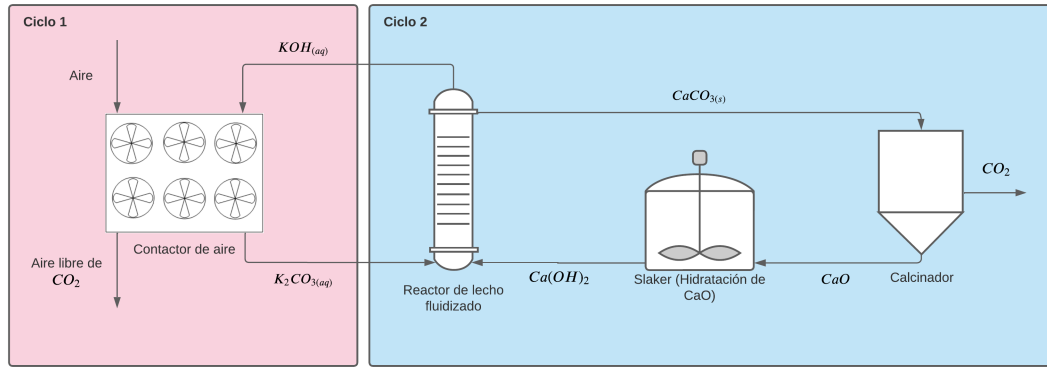 Ciclo 1
Ciclo 2
KOH(aq)
Aire
CaCO3(s)
CO2
Contactor de aire
Aire libre de
CO2
K2CO3(aq)
Ca(OH)2
CaO
Reactor de lecho
fluidizado
Slaker (Hidratación de
CaO)
Calcinador